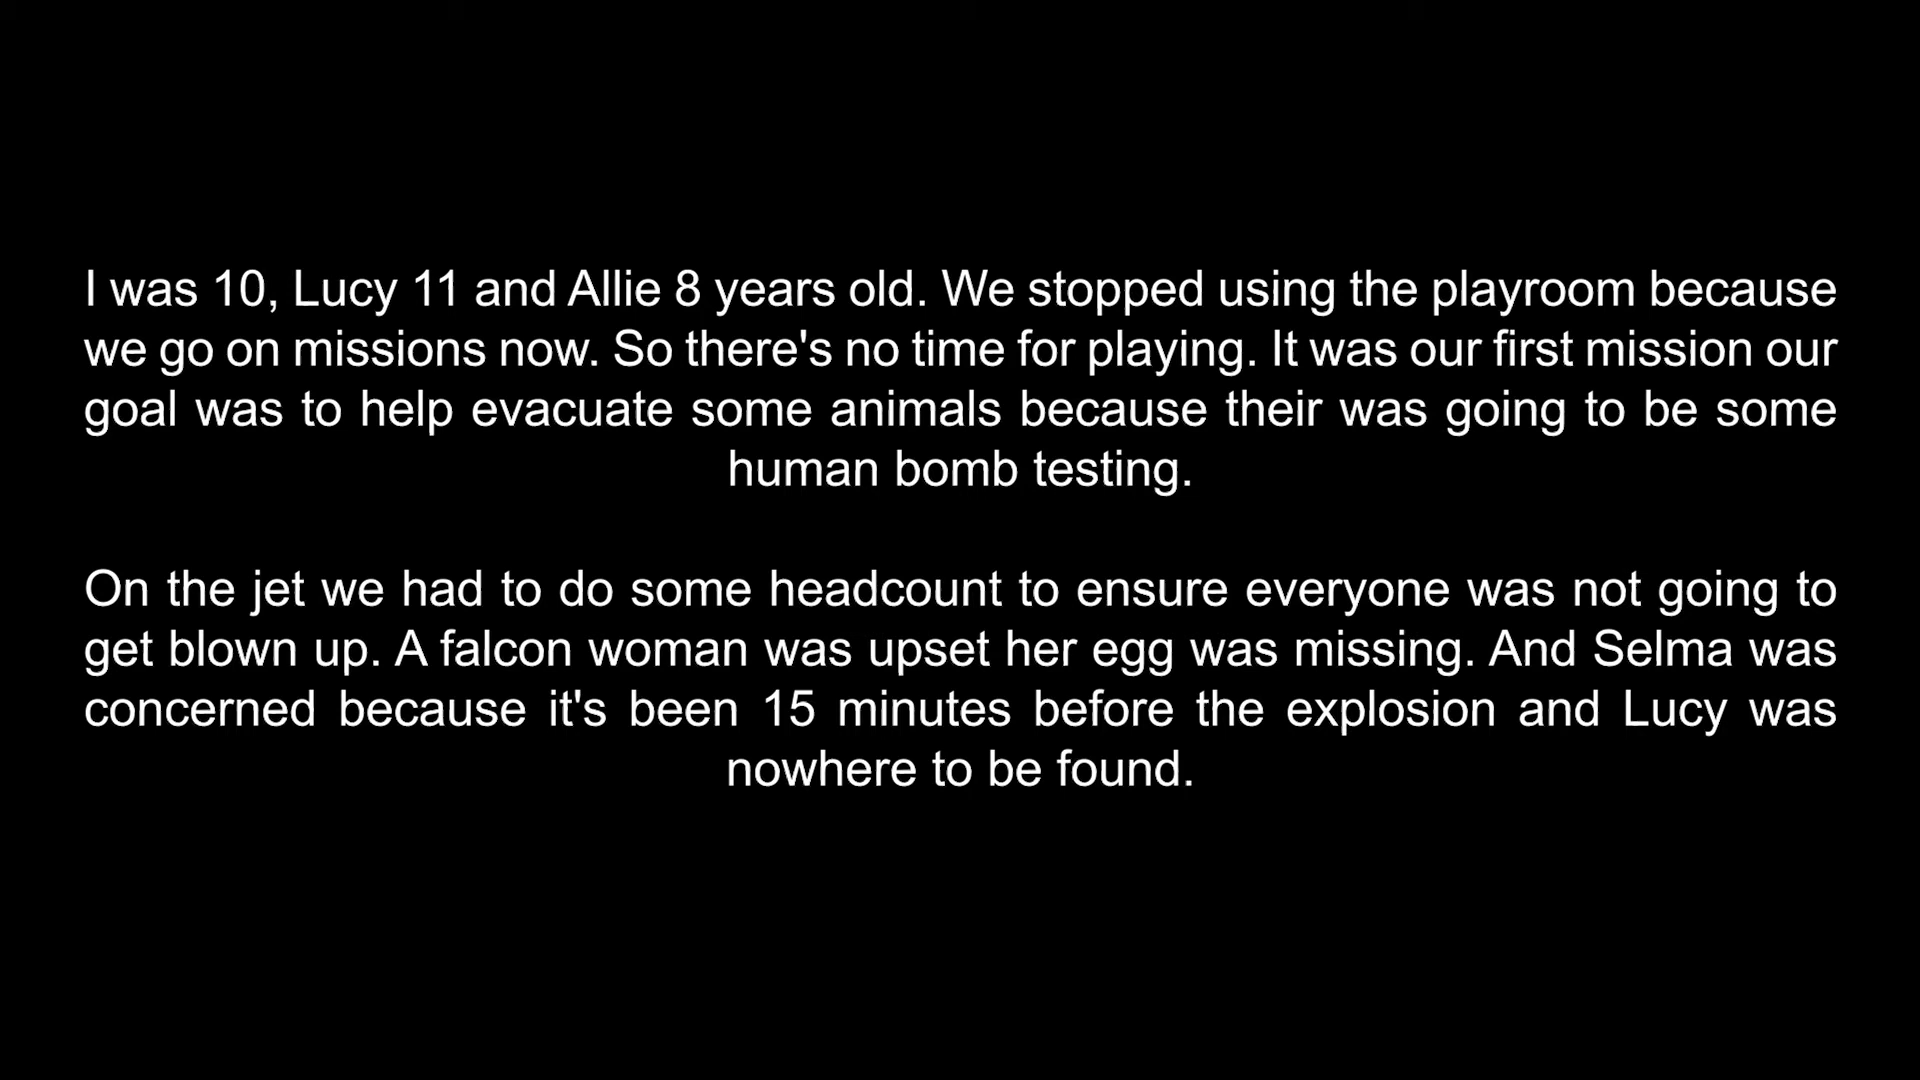 I was 10, Lucy 11 and Allie 8 years old. We stopped using the playroom because
we go on missions now. So there's no time for playing. It was our first mission our
goal was to help evacuate some animals because their was going to be some
human bomb testing.
On the jet we had to do some headcount to ensure everyone was not going to
get blown up. A falcon woman was upset her egg was missing. And Selma was
concerned because it's been 15 minutes before the explosion and Lucy was
nowhere to be found.